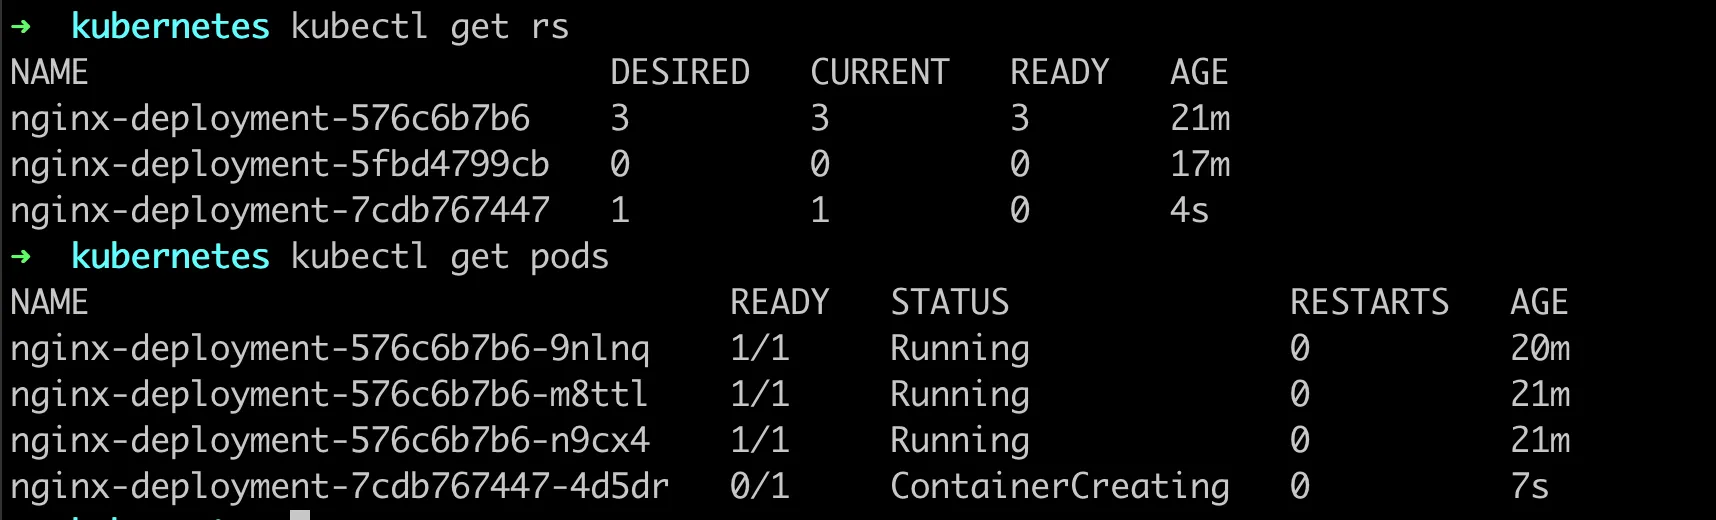 ➜ kubernetes kubectl get rs
NAME DESIRED CURRENT READY AGE
nginx-deployment-576c6b7b6 3 3 3 21m
nginx-deployment-5fbd4799cb 0 0 0 17m
nginx-deployment-7cdb767447 1 1 0 4s
➜ kubernetes kubectl get pods
NAME READY STATUS RESTARTS AGE
nginx-deployment-576c6b7b6-9nlnq 1/1 Running 0 20m
nginx-deployment-576c6b7b6-m8ttl 1/1 Running 0 21m
nginx-deployment-576c6b7b6-n9cx4 1/1 Running 0 21m
nginx-deployment-7cdb767447-4d5dr 0/1 ContainerCreating 0 7s